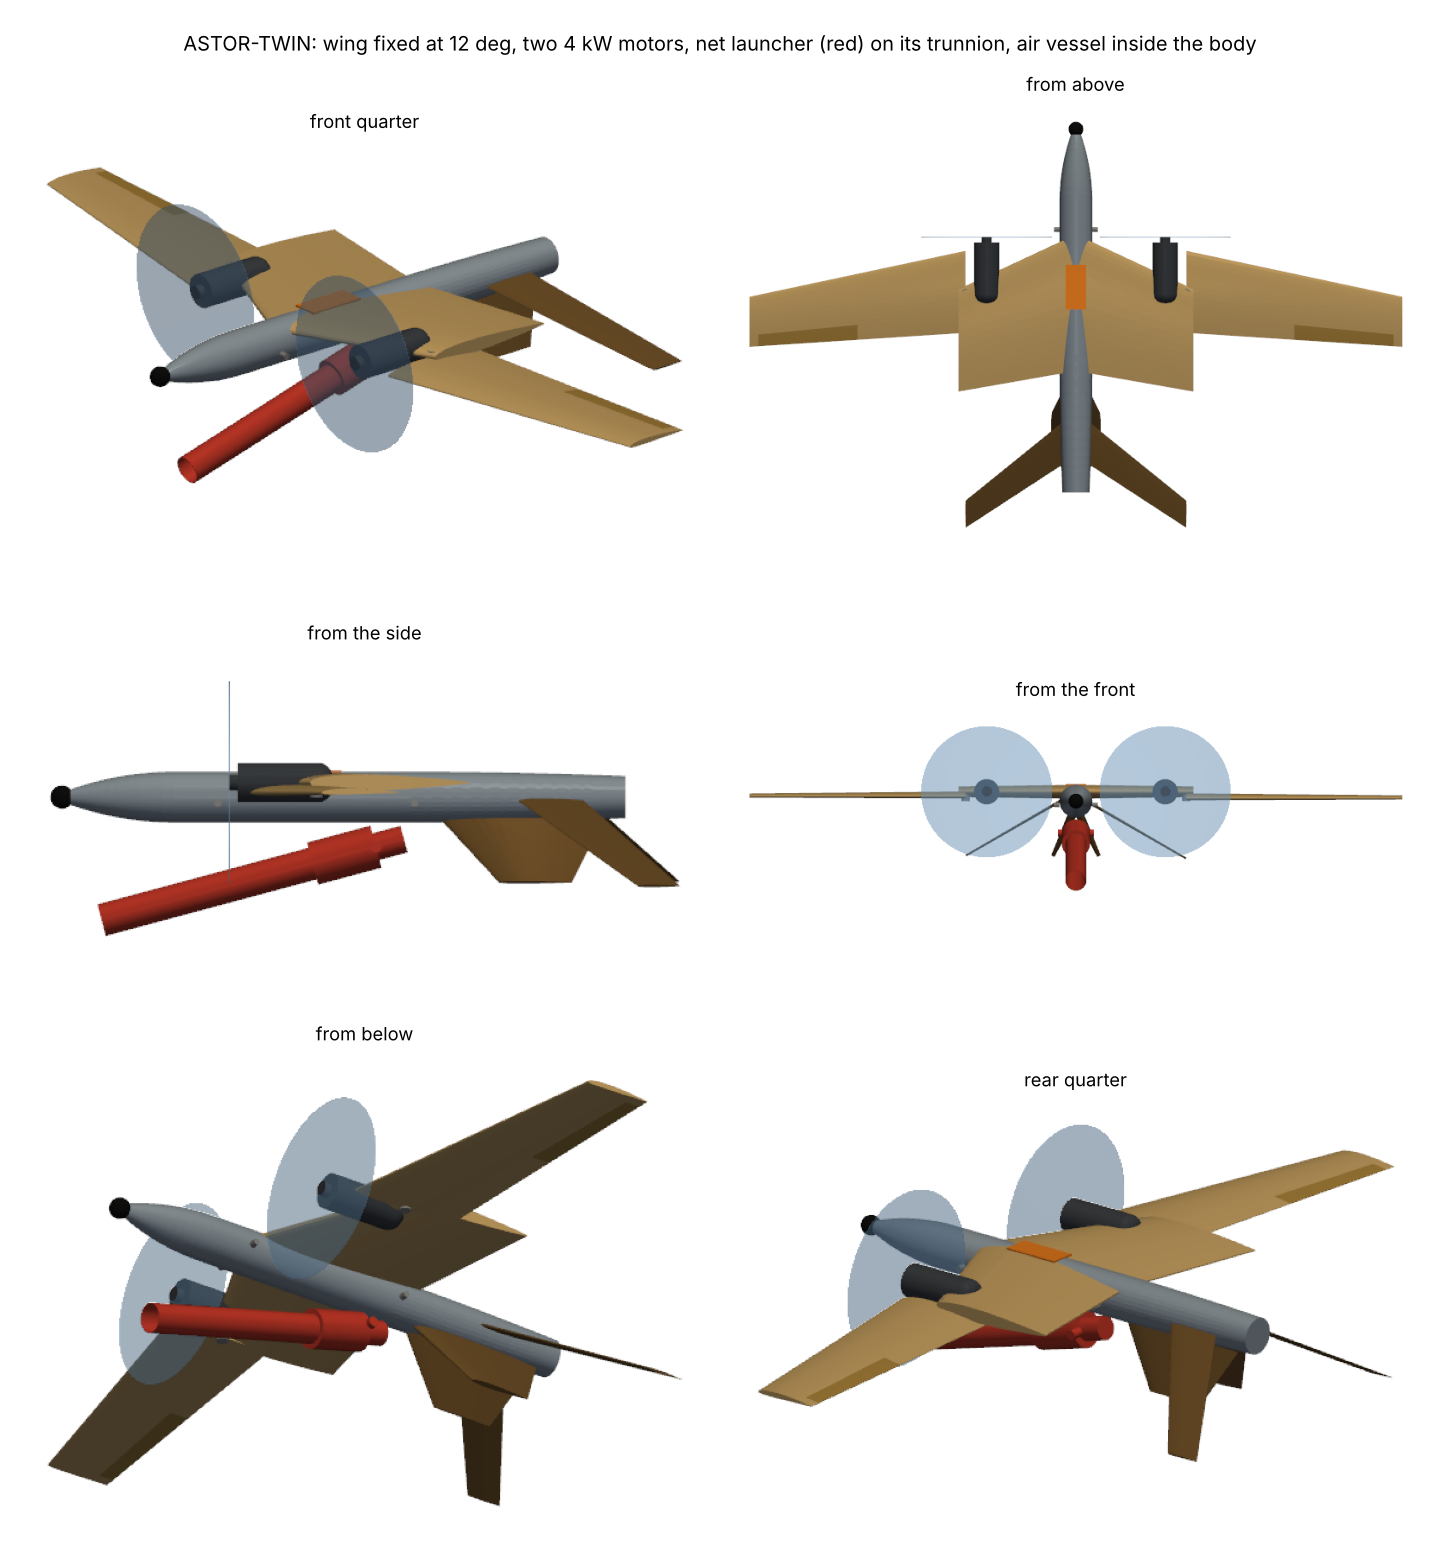 ASTOR-TWIN: wing fixed at 12 deg, two 4 kW motors, net launcher (red) on its trunnion, air vessel inside the body
from above
front quarter
from the side
from the front
from below
rear quarter